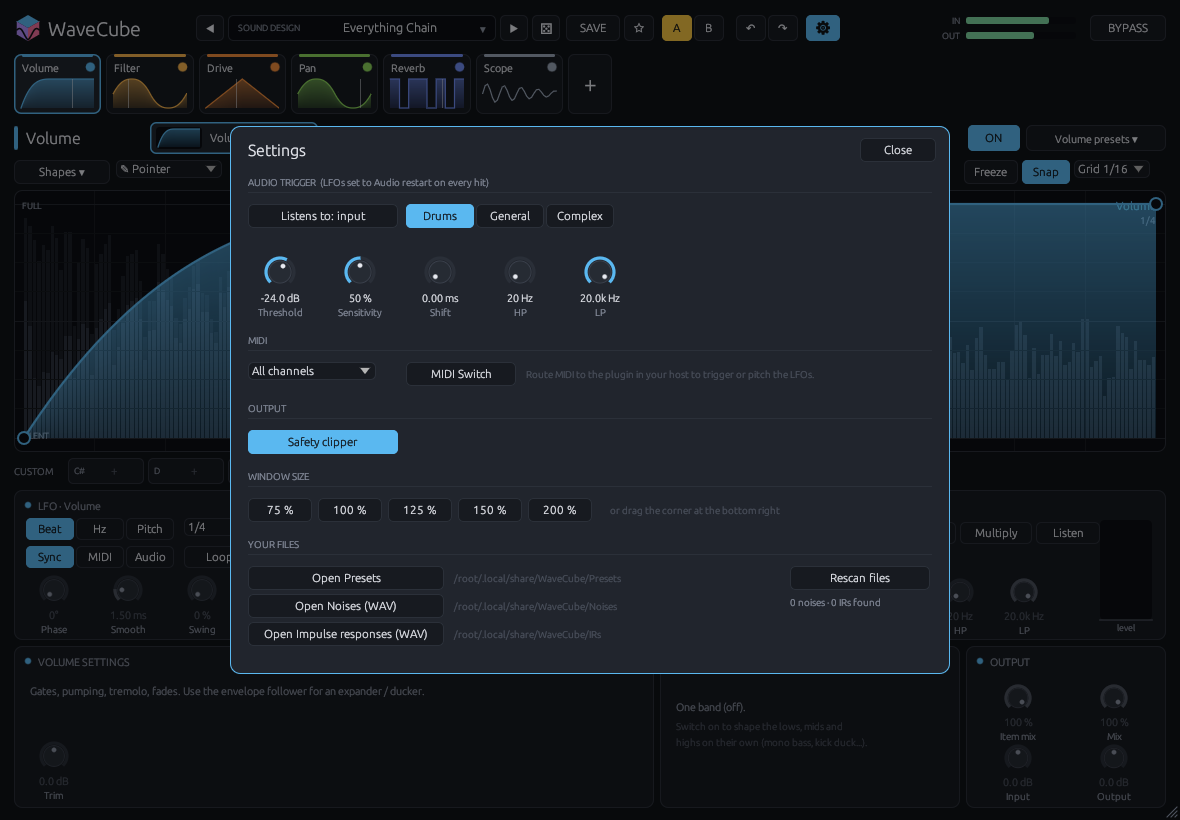 WaveCube
SOUND DESIGN Everything Chain
SAVE
A B
IN
OUT
BYPASS
Volume Filter Drive Pan Reverb Scope +
Volume
ON Volume presets
Shapes Pointer
Freeze Snap Grid 1/16
FULL
Volum
1/4
Settings Close
AUDIO TRIGGER (LFOs set to Audio restart on every hit)
Listens to: input Drums General Complex
-24.0 dB 50 % 0.00 ms 20 Hz 20.0k Hz
Threshold Sensitivity Shift HP LP
MIDI
All channels MIDI Switch Route MIDI to the plugin in your host to trigger or pitch the LFOs.
OUTPUT
Safety clipper
WINDOW SIZE
75 % 100 % 125 % 150 % 200 % or drag the corner at the bottom right
YOUR FILES
Open Presets /root/.local/share/WaveCube/Presets Rescan files
Open Noises (WAV) /root/.local/share/WaveCube/Noises 0 noises · 0 IRs found
Open Impulse responses (WAV) /root/.local/share/WaveCube/IRs
CUSTOM C# + D +
LFO · Volume
Beat Hz Pitch 1/4
Sync MIDI Audio Loop
0° 1.50 ms 0 %
Phase Smooth Swing
Multiply Listen
20.0k Hz
HP LP level
VOLUME SETTINGS
Gates, pumping, tremolo, fades. Use the envelope follower for an expander / ducker.
0.0 dB
Trim
One band (off).
Switch on to shape the lows, mids and
highs on their own (mono bass, kick duck...).
OUTPUT
100 % 100 %
Item mix Mix
0.0 dB 0.0 dB
Input Output